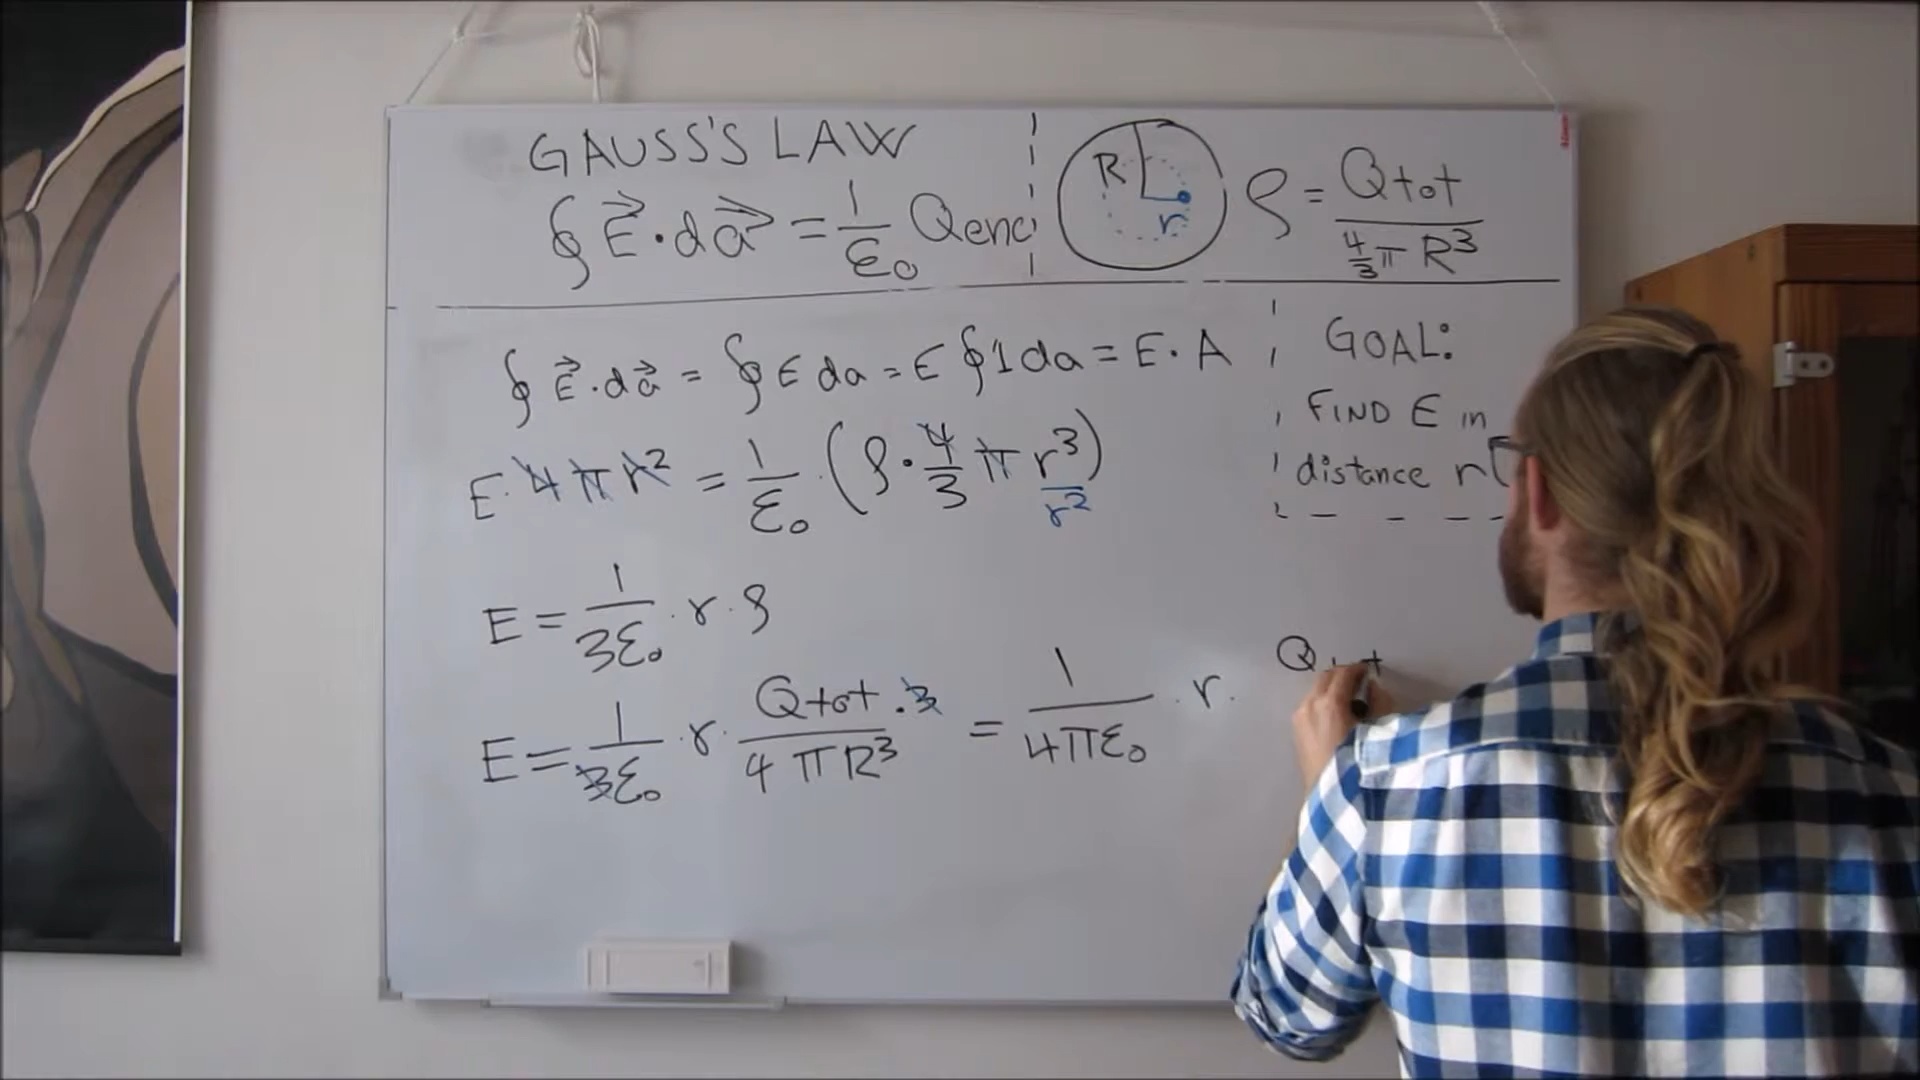 GAUSS'S LAW
∮ E⃗ · da⃗ = 1/ε₀ Qenc
R
r
ρ = Qtot / (4/3 π R³)
∮ E⃗ · da⃗ = ∮ E da = E ∮ 1 da = E · A
E · 4 π r² = 1/ε₀ · (ρ · 4/3 π r³/r²)
E = 1/(3ε₀) · r · ρ
E = 1/(3ε₀) · r · (Qtot · 3)/(4 π R³) = 1/(4πε₀) · r · Qtot
GOAL:
FIND E in
distance r